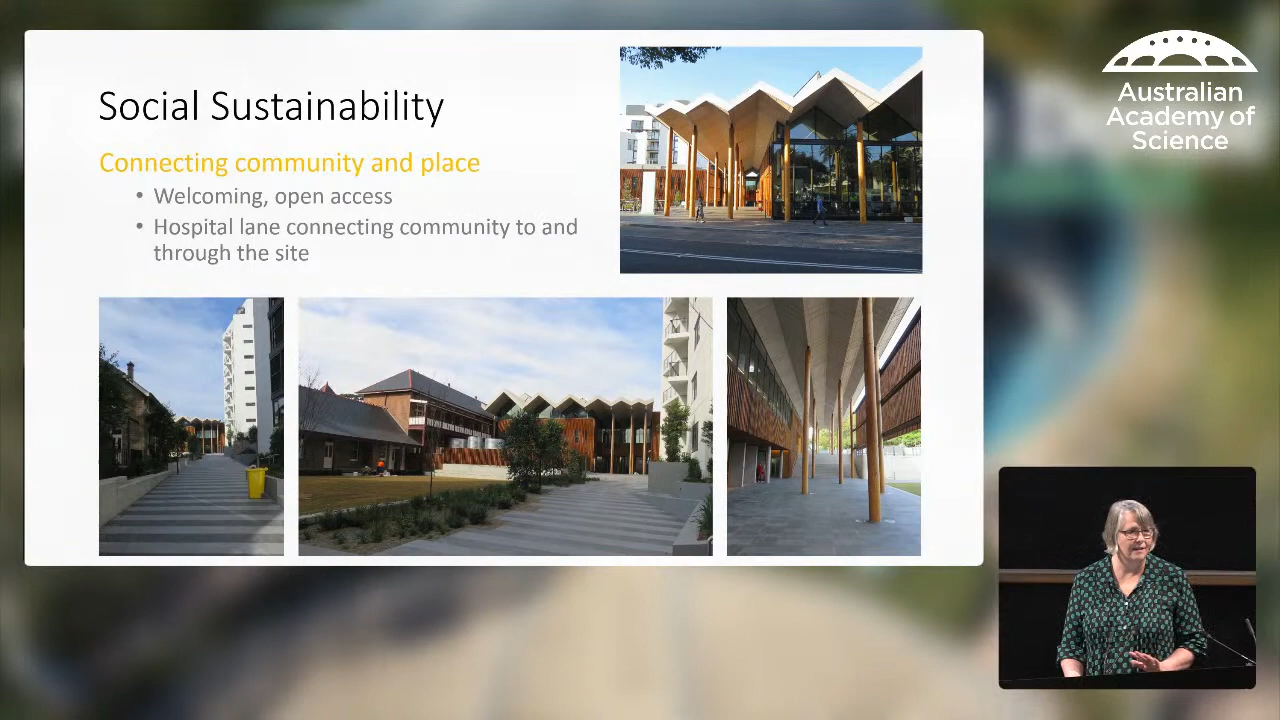 Social Sustainability
Connecting community and place
• Welcoming, open access
• Hospital lane connecting community to and
through the site
Australian
Academy of
Science